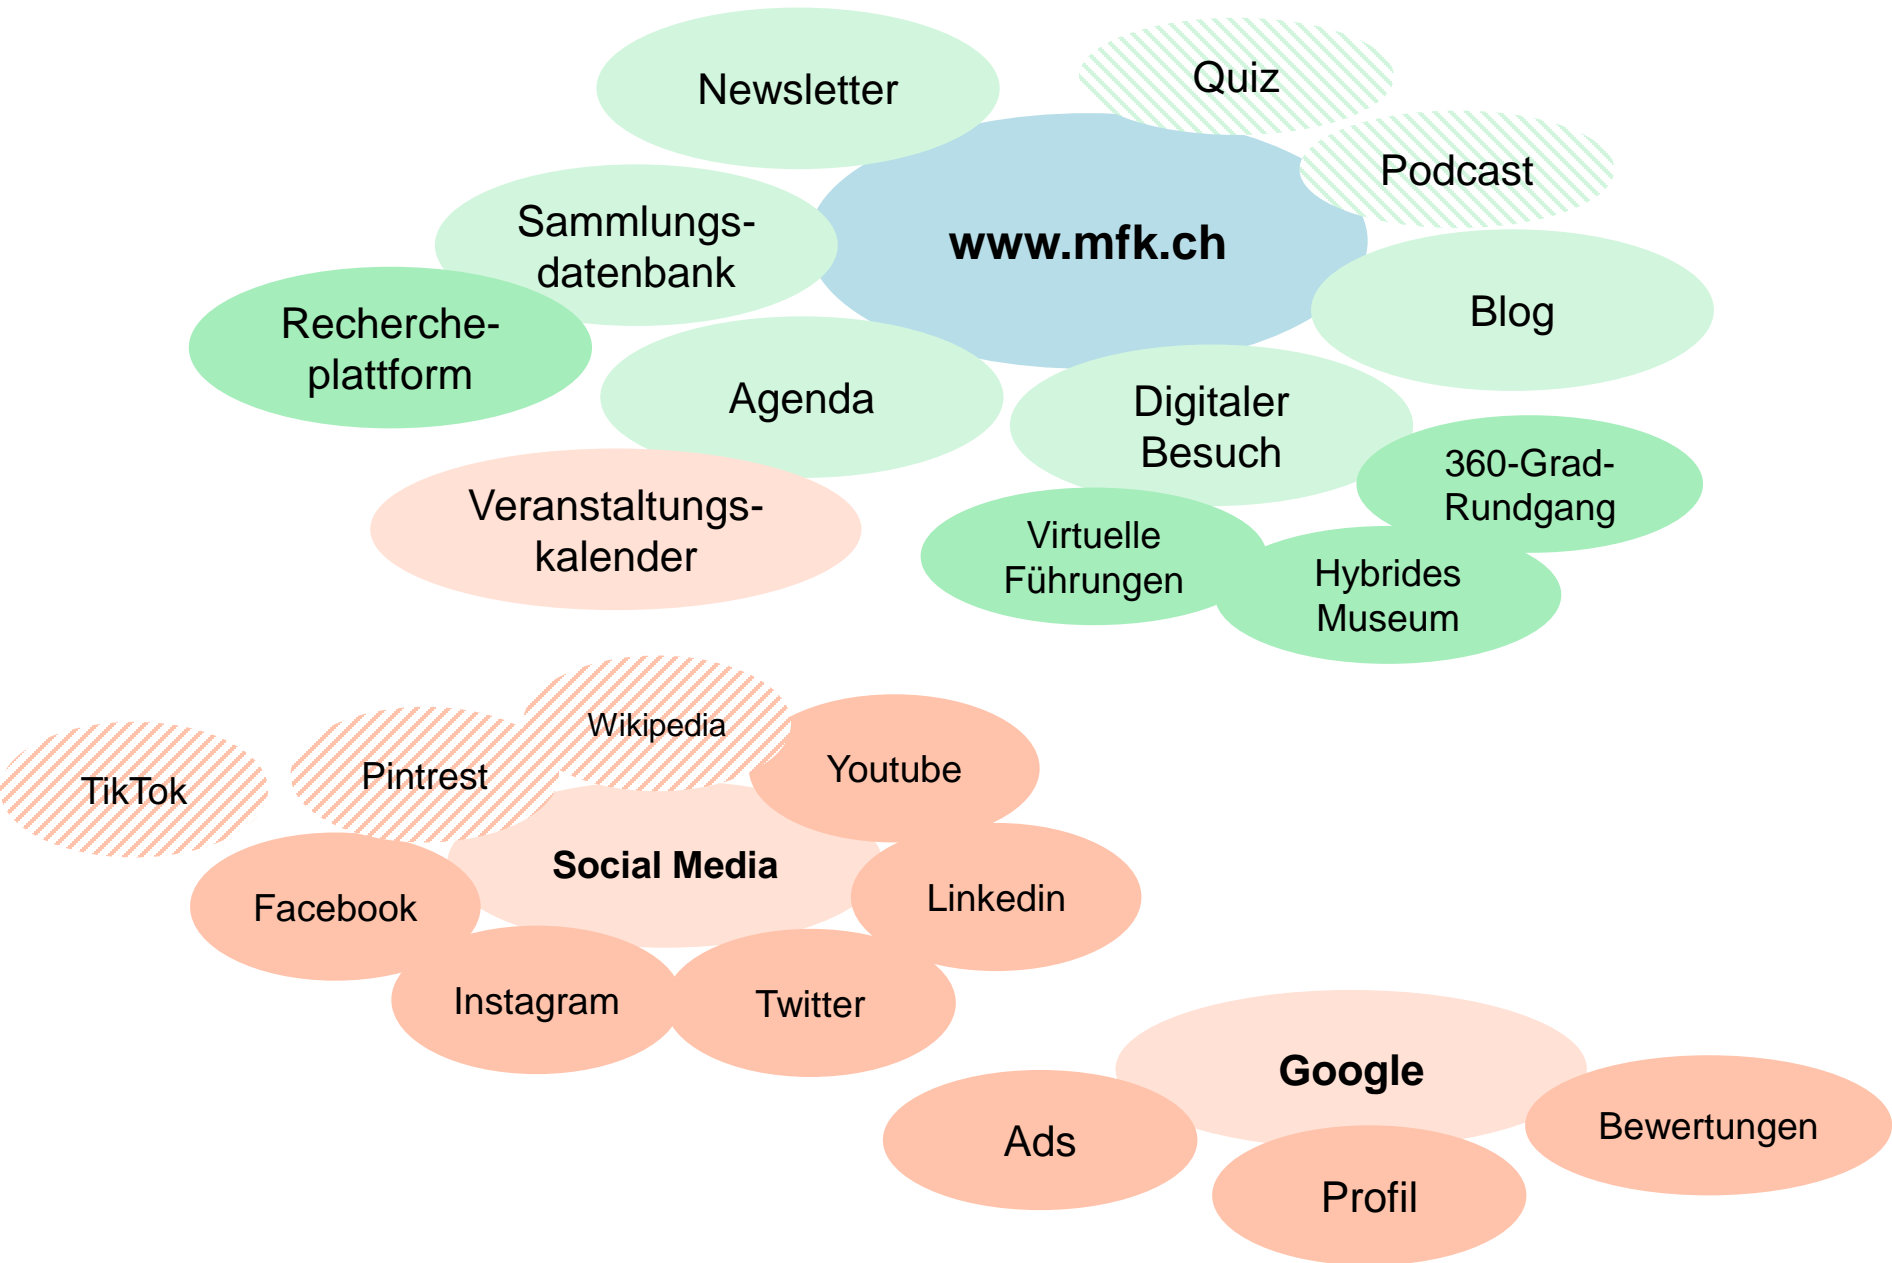 Newsletter
Quiz
Podcast
Sammlungs-
datenbank
www.mfk.ch
Recherche-
plattform
Blog
Agenda
Digitaler
Besuch
360-Grad-
Rundgang
Veranstaltungs-
kalender
Virtuelle
Führungen
Hybrides
Museum
Wikipedia
TikTok
Pintrest
Youtube
Social Media
Facebook
Linkedin
Instagram
Twitter
Google
Ads
Bewertungen
Profil